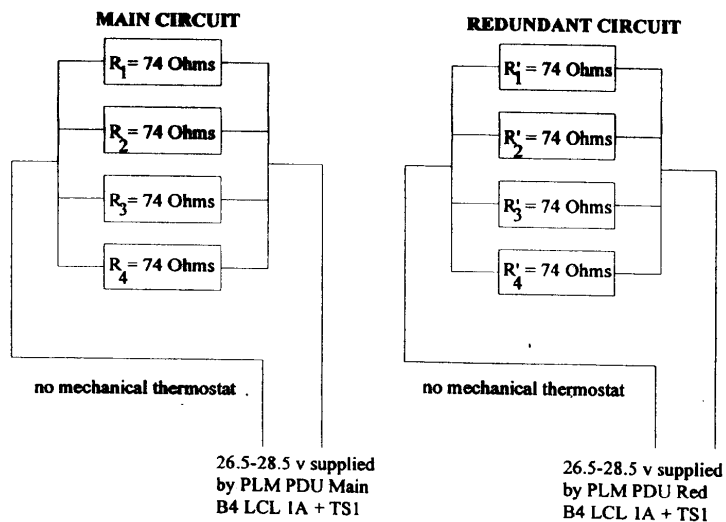 MAIN CIRCUIT
R1 = 74 Ohms
R2 = 74 Ohms
R3 = 74 Ohms
R4 = 74 Ohms
no mechanical thermostat
26.5-28.5 v supplied
by PLM PDU Main
B4 LCL 1A + TS1
REDUNDANT CIRCUIT
R'1 = 74 Ohms
R'2 = 74 Ohms
R'3 = 74 Ohms
R'4 = 74 Ohms
no mechanical thermostat
26.5-28.5 v supplied
by PLM PDU Red
B4 LCL 1A + TS1